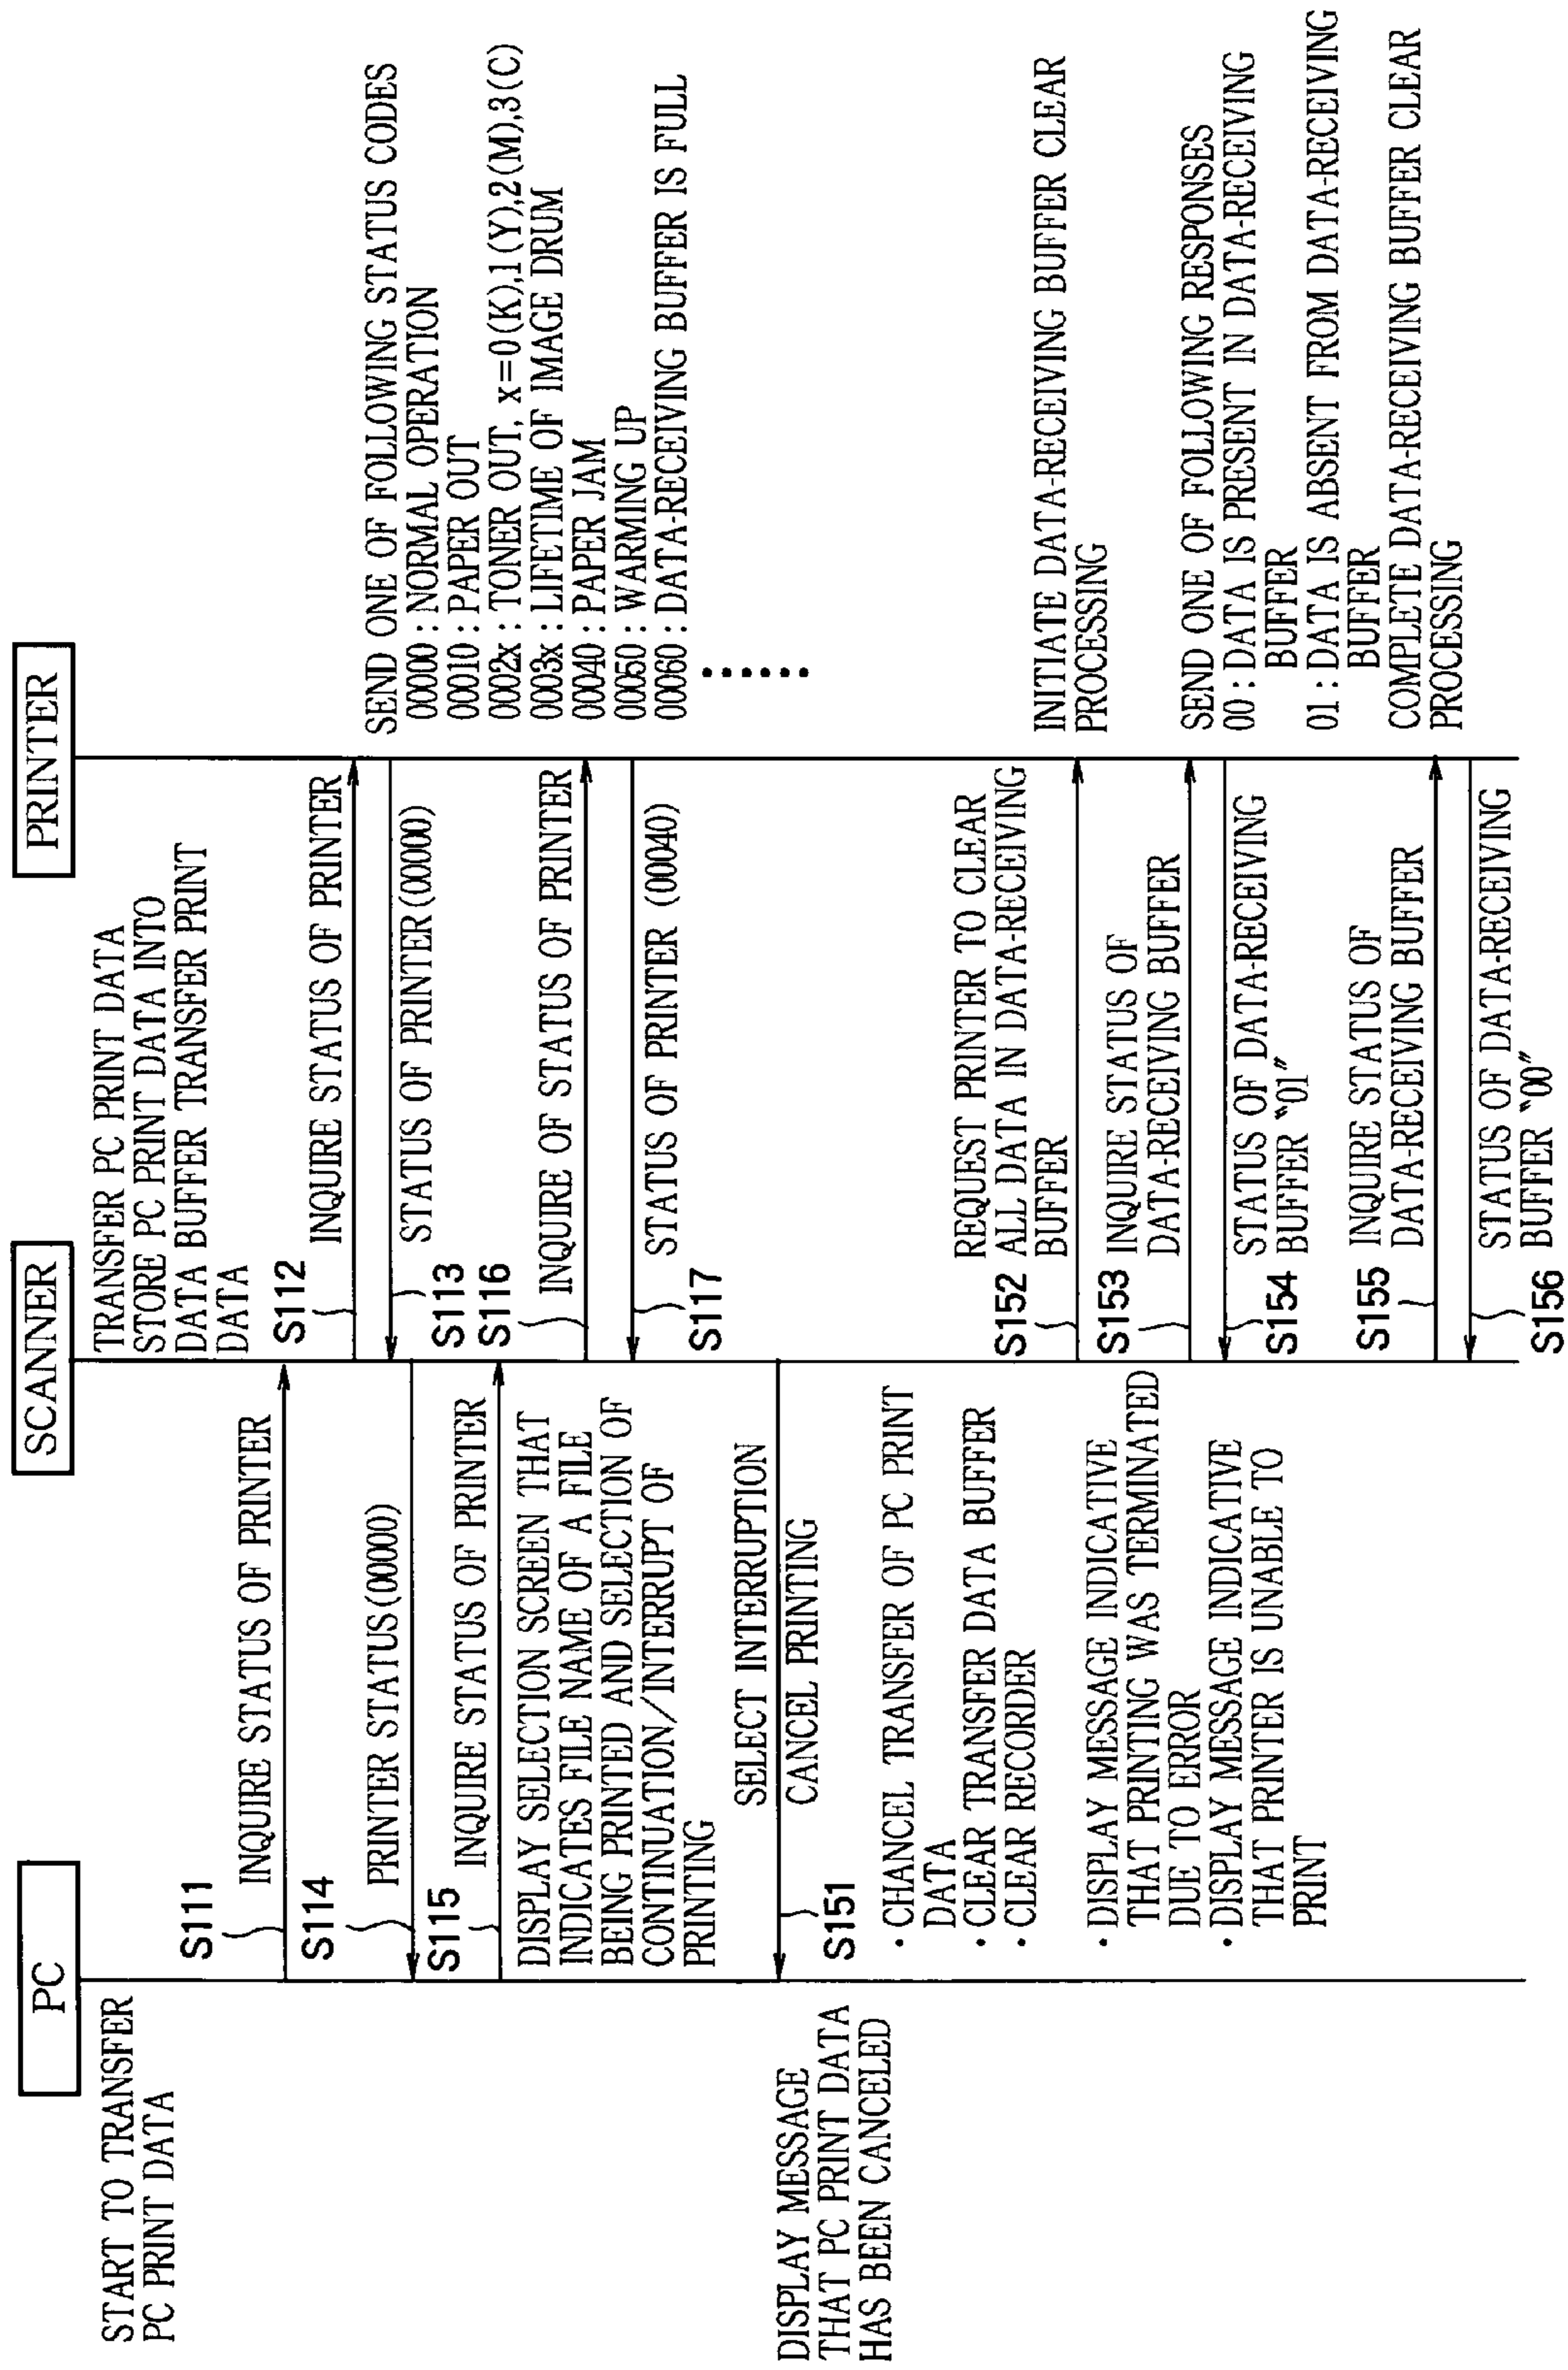 PC
SCANNER
PRINTER
START TO TRANSFER
PC PRINT DATA
TRANSFER PC PRINT DATA
STORE PC PRINT DATA INTO
DATA BUFFER TRANSFER PRINT
DATA
S111
INQUIRE STATUS OF PRINTER
S112
INQUIRE STATUS OF PRINTER
SEND ONE OF FOLLOWING STATUS CODES
00000 : NORMAL OPERATION
00010 : PAPER OUT
0002x : TONER OUT, x=0(K),1(Y),2(M),3(C)
0003x : LIFETIME OF IMAGE DRUM
00040 : PAPER JAM
00050 : WARMING UP
00060 : DATA-RECEIVING BUFFER IS FULL
......
STATUS OF PRINTER(00000)
S113
S114
PRINTER STATUS(00000)
S115
INQUIRE STATUS OF PRINTER
S116
INQUIRE OF STATUS OF PRINTER
STATUS OF PRINTER (00040)
S117
DISPLAY SELECTION SCREEN THAT
INDICATES FILE NAME OF A FILE
BEING PRINTED AND SELECTION OF
CONTINUATION/INTERRUPT OF
PRINTING
SELECT INTERRUPTION
CANCEL PRINTING
S151
DISPLAY MESSAGE
THAT PC PRINT DATA
HAS BEEN CANCELED
・CHANCEL TRANSFER OF PC PRINT
DATA
・CLEAR TRANSFER DATA BUFFER
・CLEAR RECORDER
・DISPLAY MESSAGE INDICATIVE
THAT PRINTING WAS TERMINATED
DUE TO ERROR
・DISPLAY MESSAGE INDICATIVE
THAT PRINTER IS UNABLE TO
PRINT
REQUEST PRINTER TO CLEAR
S152 ALL DATA IN DATA-RECEIVING
BUFFER
INITIATE DATA-RECEIVING BUFFER CLEAR
PROCESSING
S153 INQUIRE STATUS OF
DATA-RECEIVING BUFFER
SEND ONE OF FOLLOWING RESPONSES
00 : DATA IS PRESENT IN DATA-RECEIVING
BUFFER
01 : DATA IS ABSENT FROM DATA-RECEIVING
BUFFER
STATUS OF DATA-RECEIVING
S154 BUFFER "01"
S155 INQUIRE STATUS OF
DATA-RECEIVING BUFFER
COMPLETE DATA-RECEIVING BUFFER CLEAR
PROCESSING
STATUS OF DATA-RECEIVING
S156 BUFFER "00"